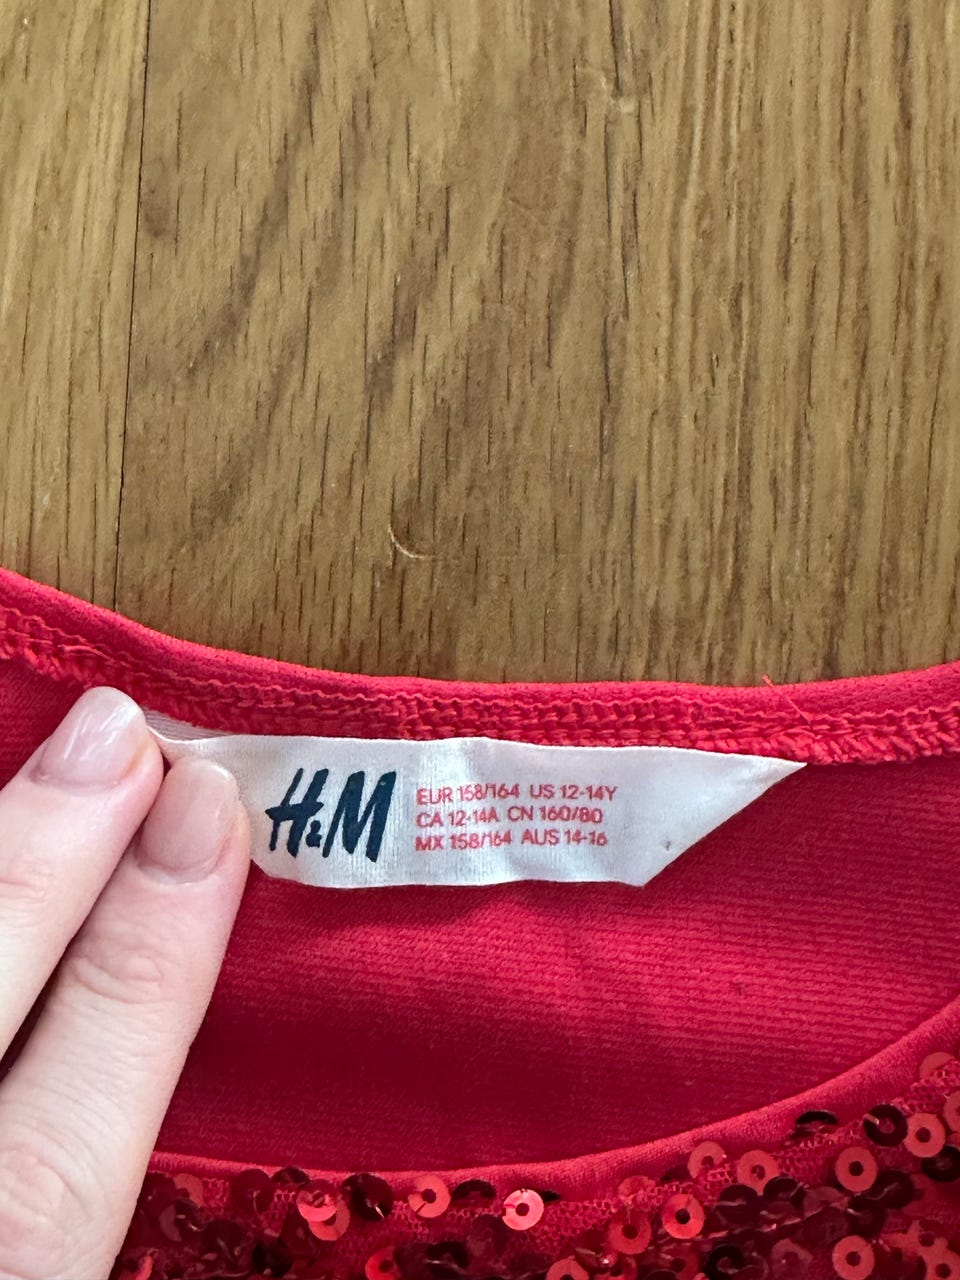 H&M
EUR 158/164 US 12-14Y
CA 12-14A CN 160/80
MX 158/164 AUS 14-16